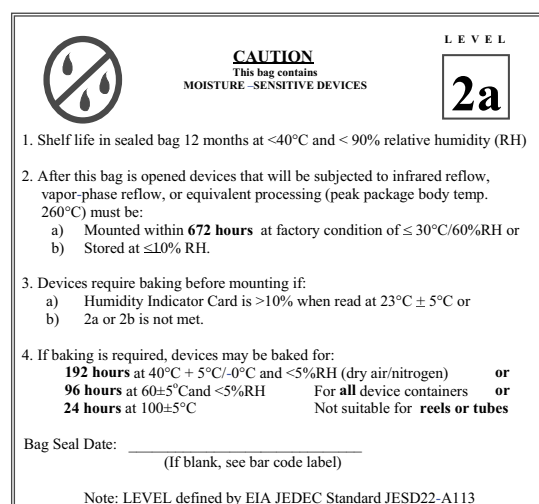 LEVEL
CAUTION
This bag contains
MOISTURE –SENSITIVE DEVICES
2a
1. Shelf life in sealed bag 12 months at <40°C and < 90% relative humidity (RH)
2. After this bag is opened devices that will be subjected to infrared reflow,
vapor-phase reflow, or equivalent processing (peak package body temp.
260°C) must be:
a) Mounted within 672 hours at factory condition of ≤ 30°C/60%RH or
b) Stored at ≤10% RH.
3. Devices require baking before mounting if:
a) Humidity Indicator Card is >10% when read at 23°C ± 5°C or
b) 2a or 2b is not met.
4. If baking is required, devices may be baked for:
192 hours at 40°C + 5°C/-0°C and <5%RH (dry air/nitrogen) or
96 hours at 60±5°Cand <5%RH For all device containers or
24 hours at 100±5°C Not suitable for reels or tubes
Bag Seal Date: ______________________________
(If blank, see bar code label)
Note: LEVEL defined by EIA JEDEC Standard JESD22-A113